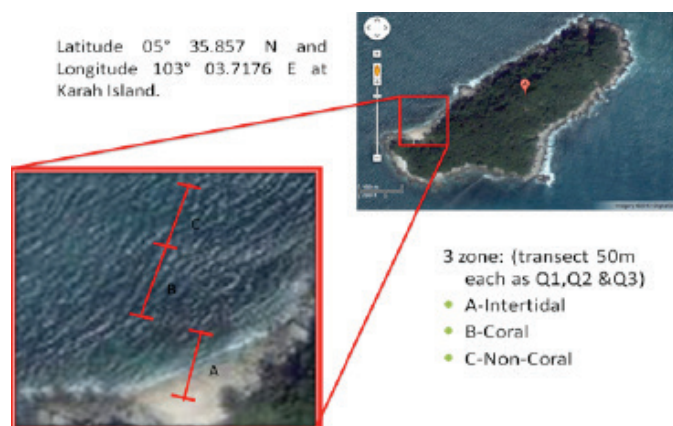 Latitude 05° 35.857 N and
Longitude 103° 03.7176 E at
Karah Island.
A
C
B
A
3 zone: (transect 50m
each as Q1,Q2 &Q3)
A-Intertidal
B-Coral
C-Non-Coral